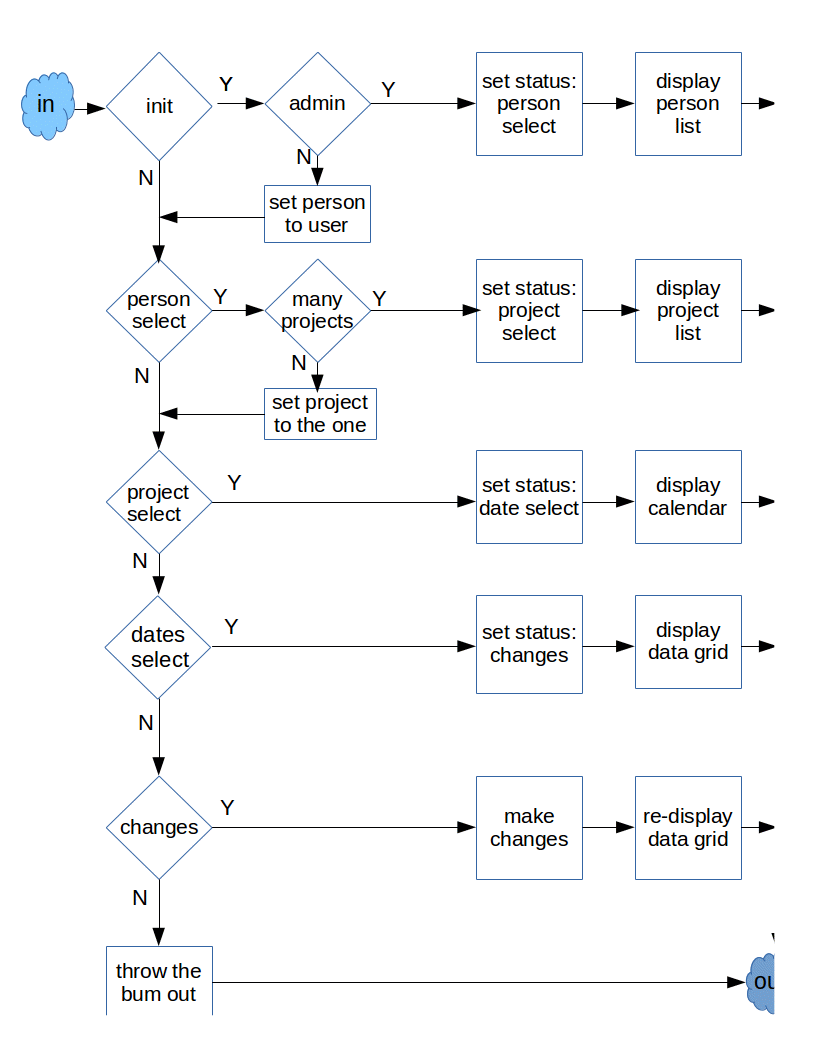 in
init
Y
admin
Y
set status:
person
select
display
person
list
N
N
set person
to user
person
select
Y
many
projects
Y
set status:
project
select
display
project
list
N
N
set project
to the one
project
select
Y
set status:
date select
display
calendar
N
dates
select
Y
set status:
changes
display
data grid
N
changes
Y
make
changes
re-display
data grid
N
throw the
bum out